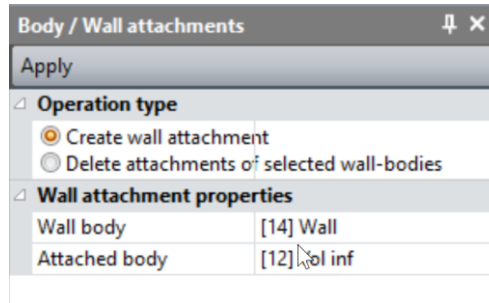 Body / Wall attachments
Apply
Operation type
Create wall attachment
Delete attachments of selected wall-bodies
Wall attachment properties
Wall body [14] Wall
Attached body [12] inf